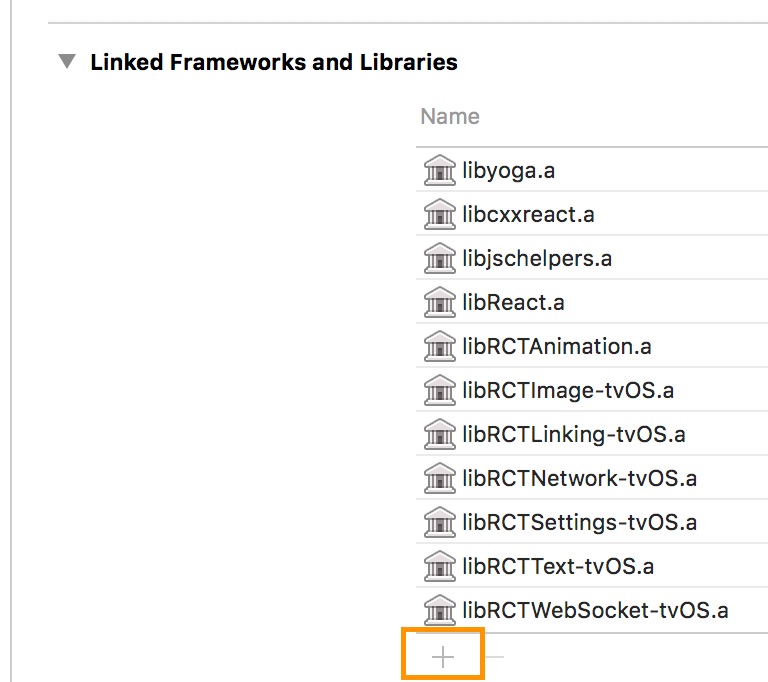 Linked Frameworks and Libraries
Name
libyoga.a
libcxxreact.a
libjschelpers.a
libReact.a
libRCTAnimation.a
libRCTImage-tvOS.a
libRCTLinking-tvOS.a
libRCTNetwork-tvOS.a
libRCTSettings-tvOS.a
libRCTText-tvOS.a
libRCTWebSocket-tvOS.a